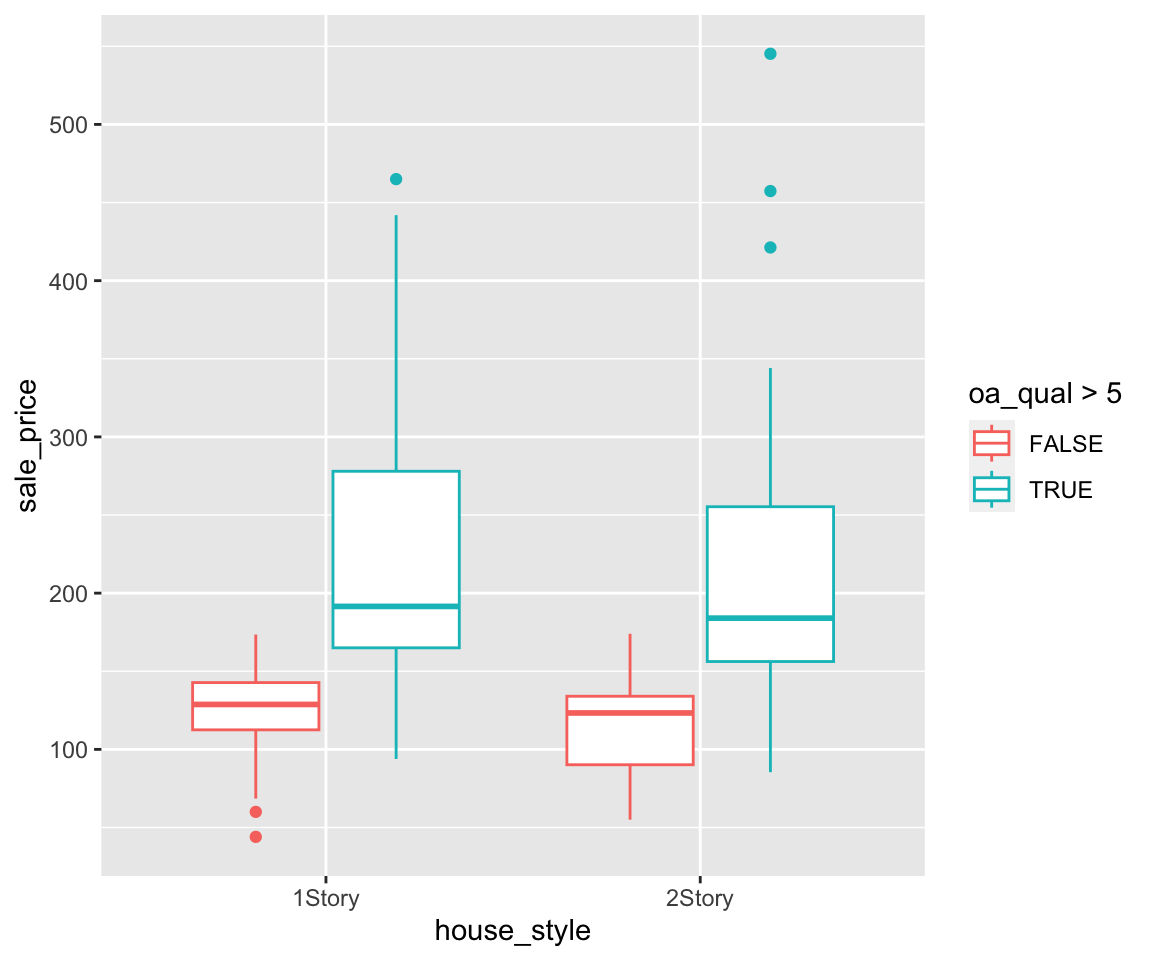 500
400
300
200
100
sale_price
1Story
2Story
house_style
oa_qual > 5
FALSE
TRUE